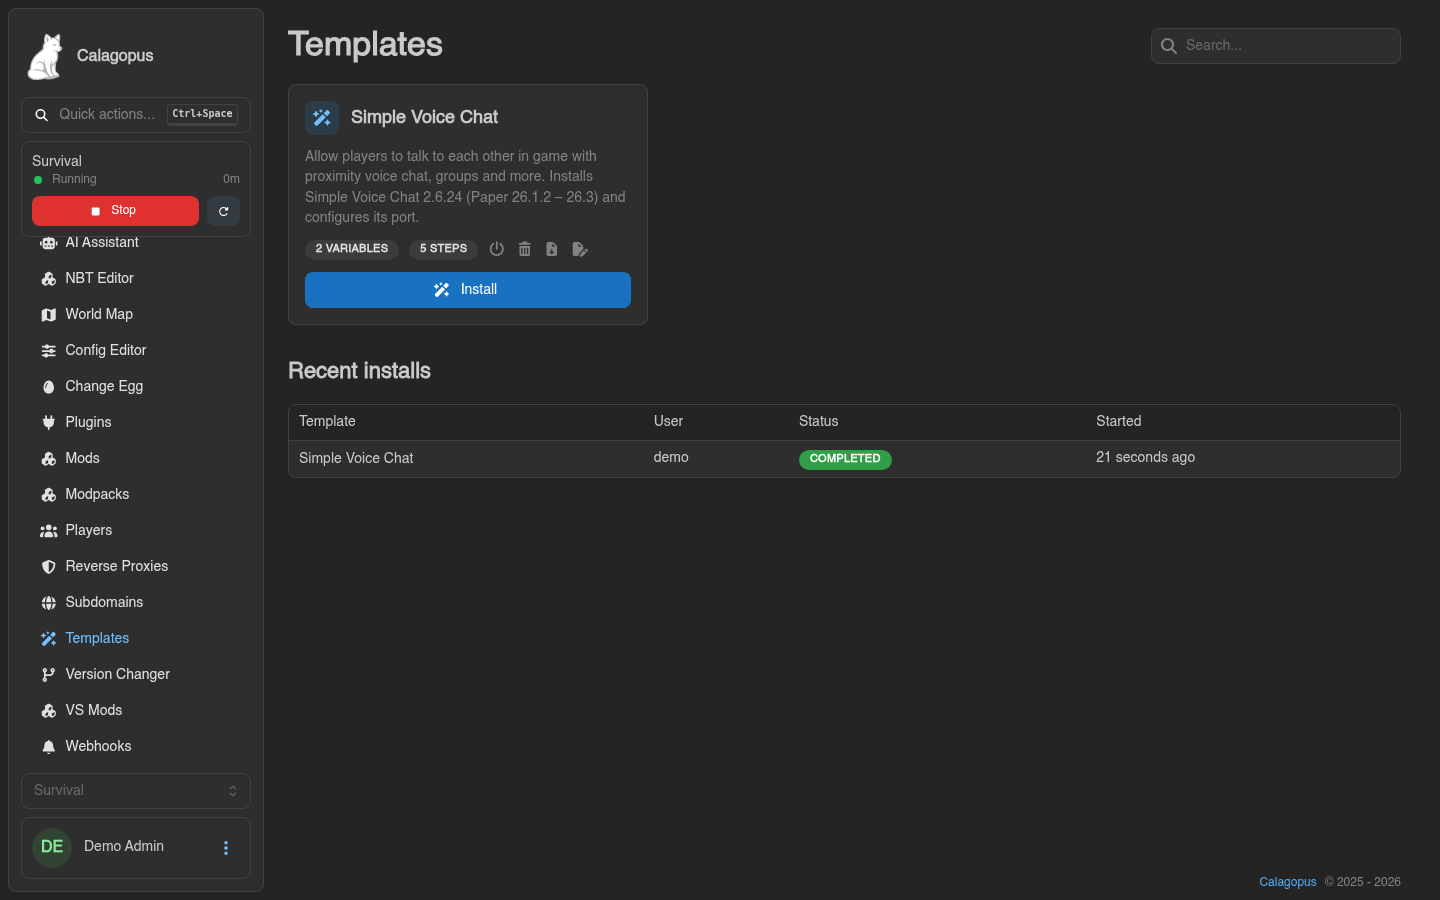 Calagopus
Quick actions... Ctrl+Space
Survival
Running 0m
Stop
AI Assistant
NBT Editor
World Map
Config Editor
Change Egg
Plugins
Mods
Modpacks
Players
Reverse Proxies
Subdomains
Templates
Version Changer
VS Mods
Webhooks
Survival
DE Demo Admin
Templates
Search...
Simple Voice Chat
Allow players to talk to each other in game with
proximity voice chat, groups and more. Installs
Simple Voice Chat 2.6.24 (Paper 26.1.2 – 26.3) and
configures its port.
2 VARIABLES 5 STEPS
Install
Recent installs
Template User Status Started
Simple Voice Chat demo COMPLETED 21 seconds ago
Calagopus © 2025 - 2026